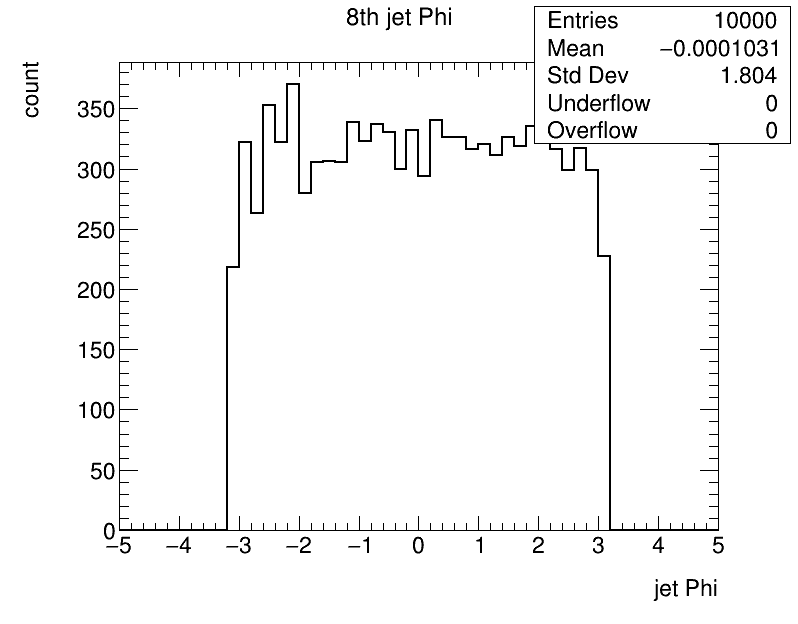 8th jet Phi
Entries 10000
Mean −0.0001031
Std Dev 1.804
Underflow 0
Overflow 0
count
350
300
250
200
150
100
50
0
−5 −4 −3 −2 −1 0 1 2 3 4 5
jet Phi